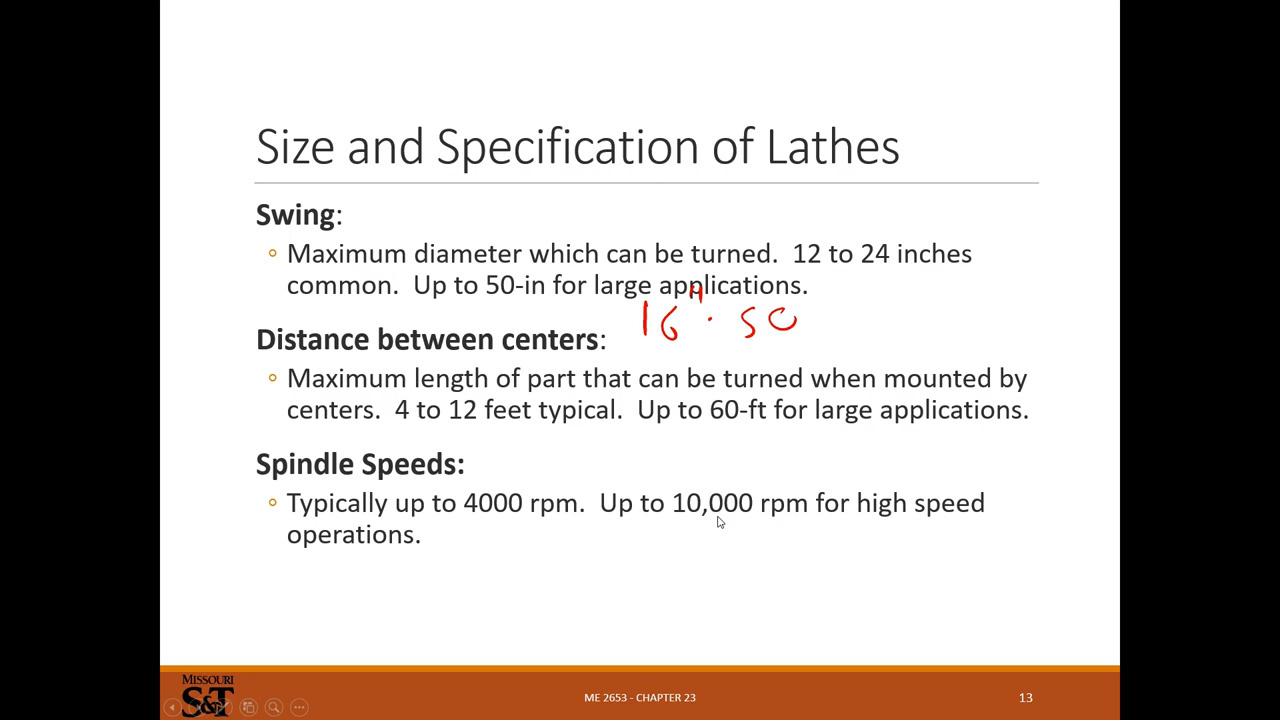 Size and Specification of Lathes
Swing:
Maximum diameter which can be turned.  12 to 24 inches
common.  Up to 50-in for large applications.
16" · 50
Distance between centers:
Maximum length of part that can be turned when mounted by
centers.  4 to 12 feet typical.  Up to 60-ft for large applications.
Spindle Speeds:
Typically up to 4000 rpm.  Up to 10,000 rpm for high speed
operations.
MISSOURI
S&T
ME 2653 - CHAPTER 23
13